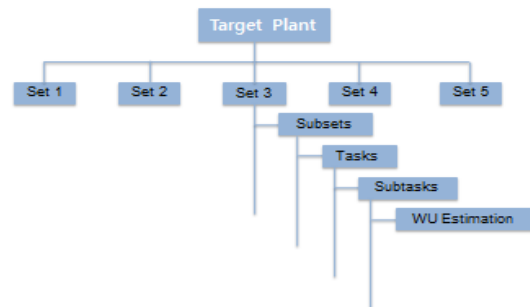 Target Plant
Set 1 Set 2 Set 3 Set 4 Set 5
Subsets
Tasks
Subtasks
WU Estimation